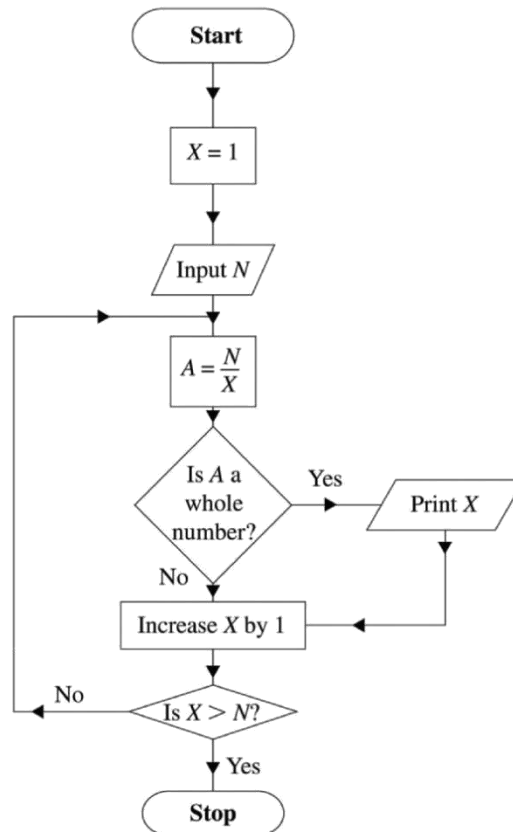 Start
X = 1
Input N
A = N/X
Is A a
whole
number?
Yes
Print X
No
Increase X by 1
No
Is X > N?
Yes
Stop